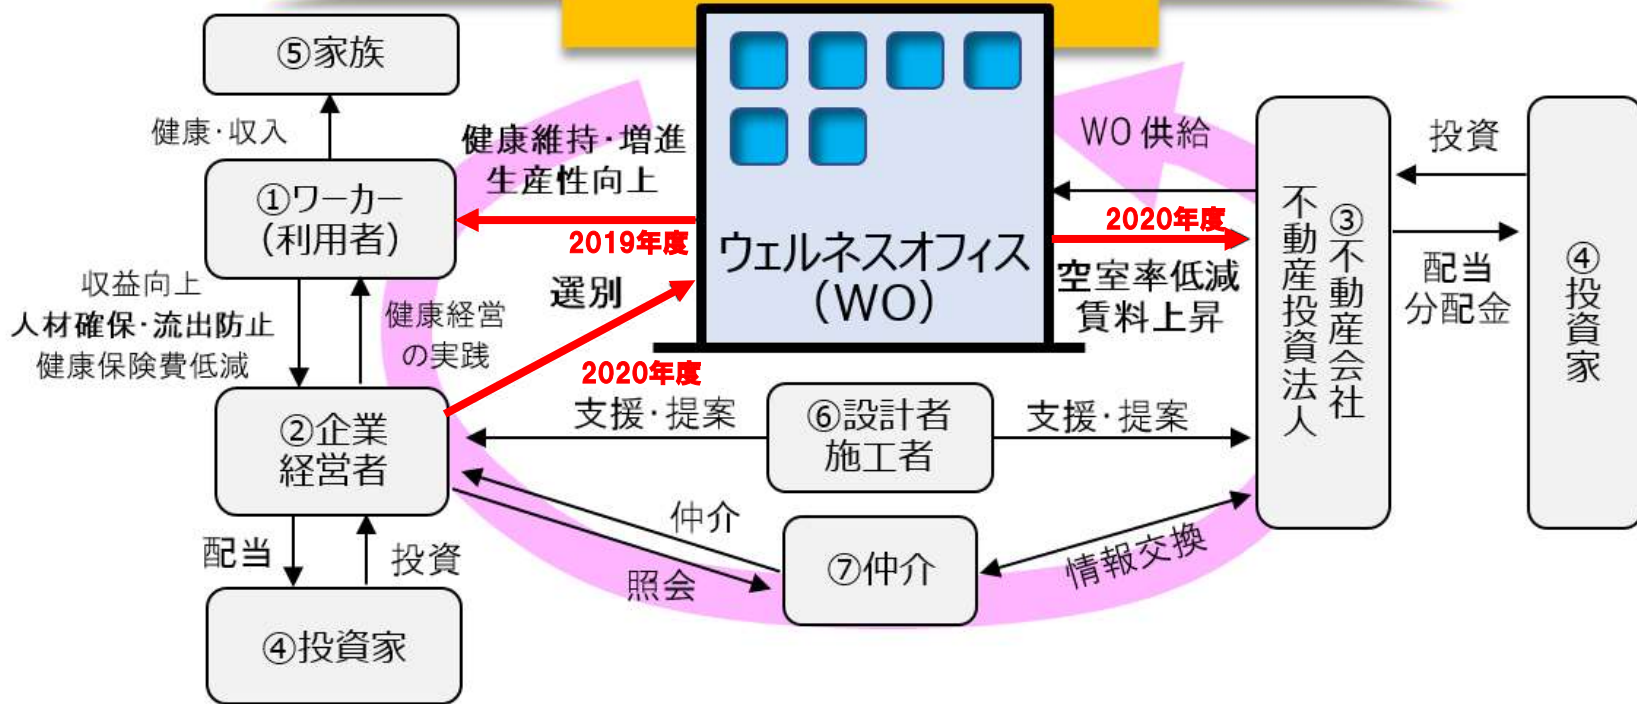 ⑤家族
健康・収入
①ワーカー
（利用者）
健康維持・増進
生産性向上
2019年度
選別
2020年度
収益向上
人材確保・流出防止
健康保険費低減
健康経営
の実践
②企業
経営者
配当
投資
④投資家
ウェルネスオフィス
（WO）
WO 供給
2020年度
空室率低減
賃料上昇
支援・提案
⑥設計者
施工者
支援・提案
仲介
照会
⑦仲介
情報交換
③不動産会社
不動産投資法人
投資
配当
分配金
④投資家